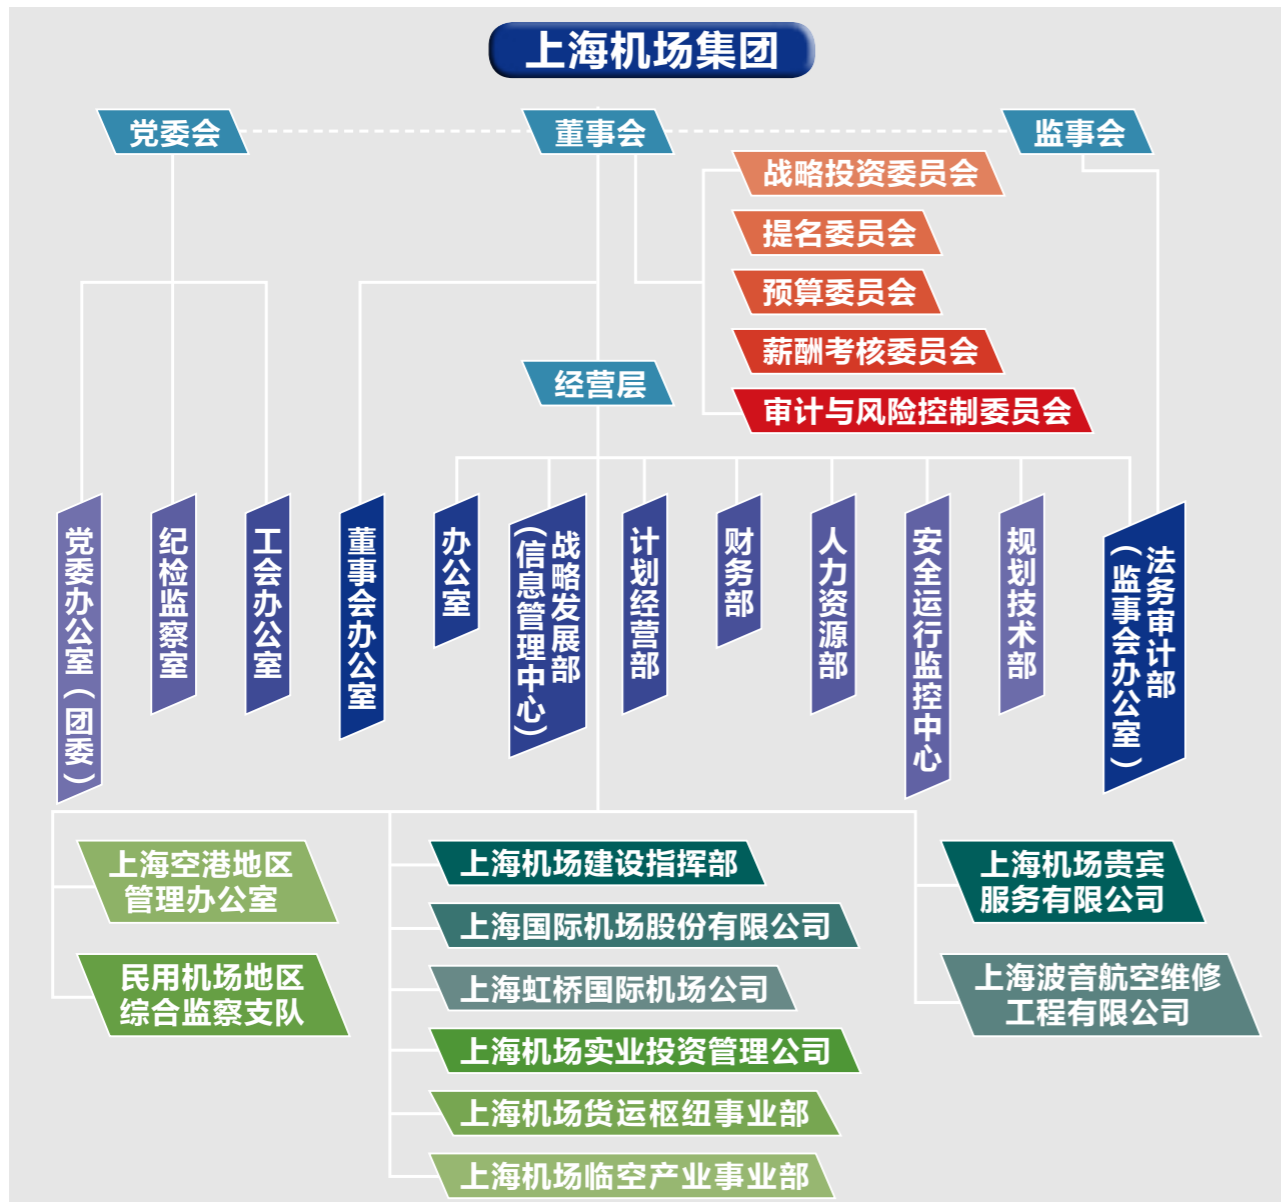 上海机场集团
党委会
董事会
监事会
战略投资委员会
提名委员会
预算委员会
薪酬考核委员会
审计与风险控制委员会
经营层
党委办公室（团委）
纪检监察室
工会办公室
董事会办公室
办公室
战略发展部
（信息管理中心）
计划经营部
财务部
人力资源部
安全运行监控中心
规划技术部
法务审计部
（监事会办公室）
上海空港地区
管理办公室
民用机场地区
综合监察支队
上海机场建设指挥部
上海国际机场股份有限公司
上海虹桥国际机场公司
上海机场实业投资管理公司
上海机场货运枢纽事业部
上海机场临空产业事业部
上海机场贵宾
服务有限公司
上海波音航空维修
工程有限公司